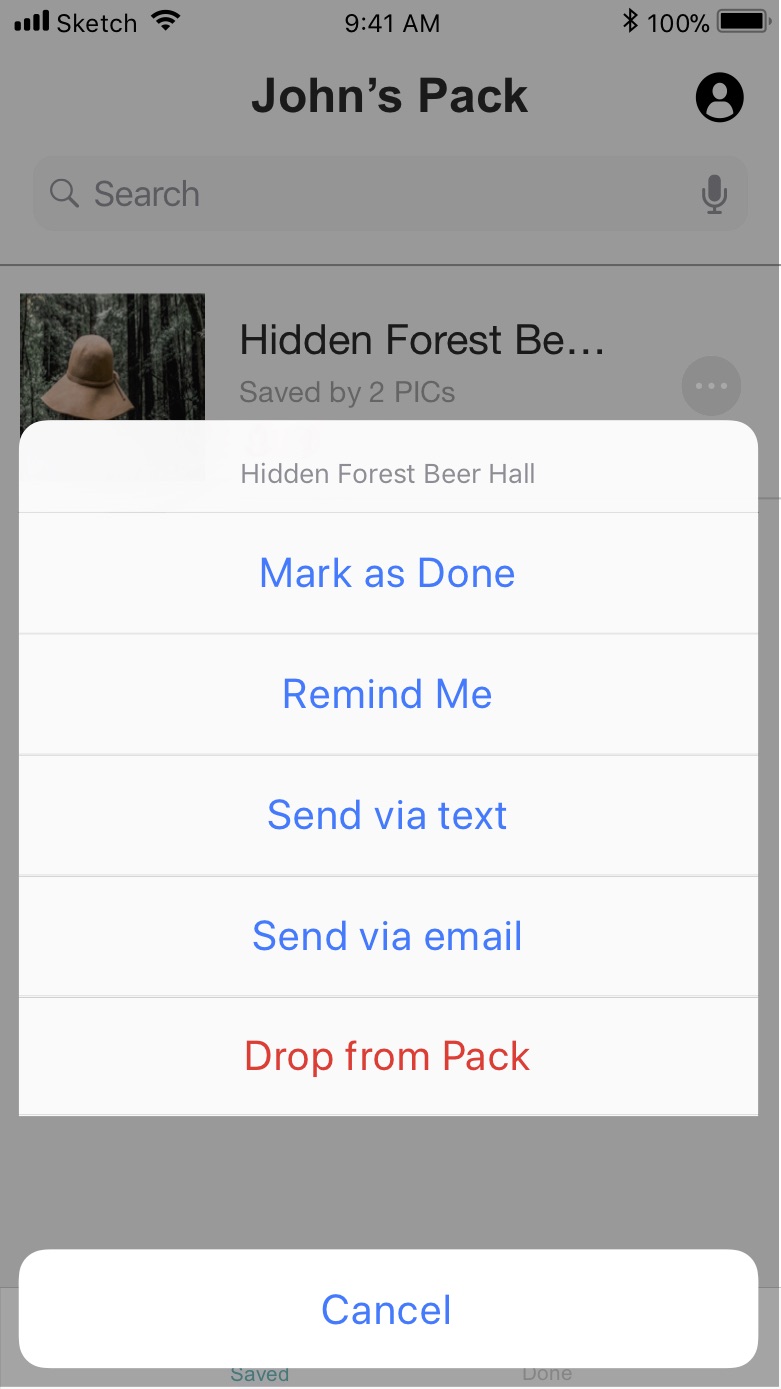 Sketch 9:41 AM 100%
John’s Pack
Search
Hidden Forest Be...
Saved by 2 PICs
Hidden Forest Beer Hall
Mark as Done
Remind Me
Send via text
Send via email
Drop from Pack
Cancel
Saved Done